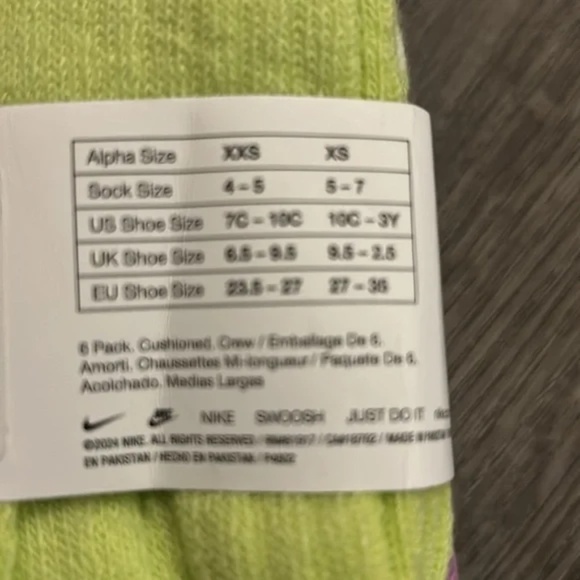 Alpha Size XXS XS
Sock Size 4 - 5 5 - 7
US Shoe Size 7C - 10C 10C - 3Y
UK Shoe Size 6.5 - 9.5 9.5 - 2.5
EU Shoe Size 23.5 - 27 27 - 35
6 Pack. Cushioned. Crew / Emballage De 6.
Amorti. Chaussettes Mi-longueur / Paquete De 6.
Acolchado. Medias Largas
NIKE SWOOSH JUST DO IT
©2024 NIKE. ALL RIGHTS RESERVED / / / MADE IN
EN PAKISTAN / HECHO EN PAKISTAN /